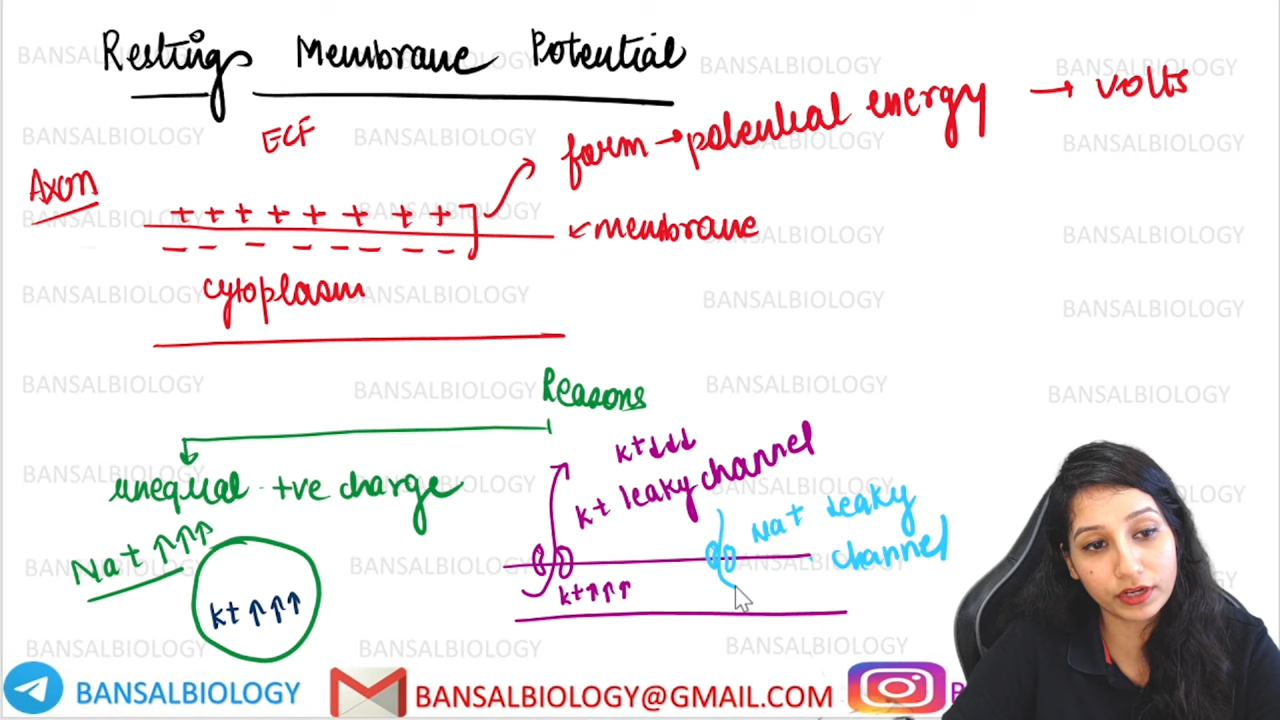 Resting Membrane Potential
ECF
form → potential energy → volts
Axon
+ + + + + + + +
← membrane
− − − − − − − −
cytoplasm
Reasons
unequal +ve charge
Na+ ↑↑↑
K+ ↑↑↑
K+ ↓↓↓
K+ leaky channel
K+ ↑↑↑
Na+ leaky
channel
BANSALBIOLOGY
BANSALBIOLOGY@GMAIL.COM